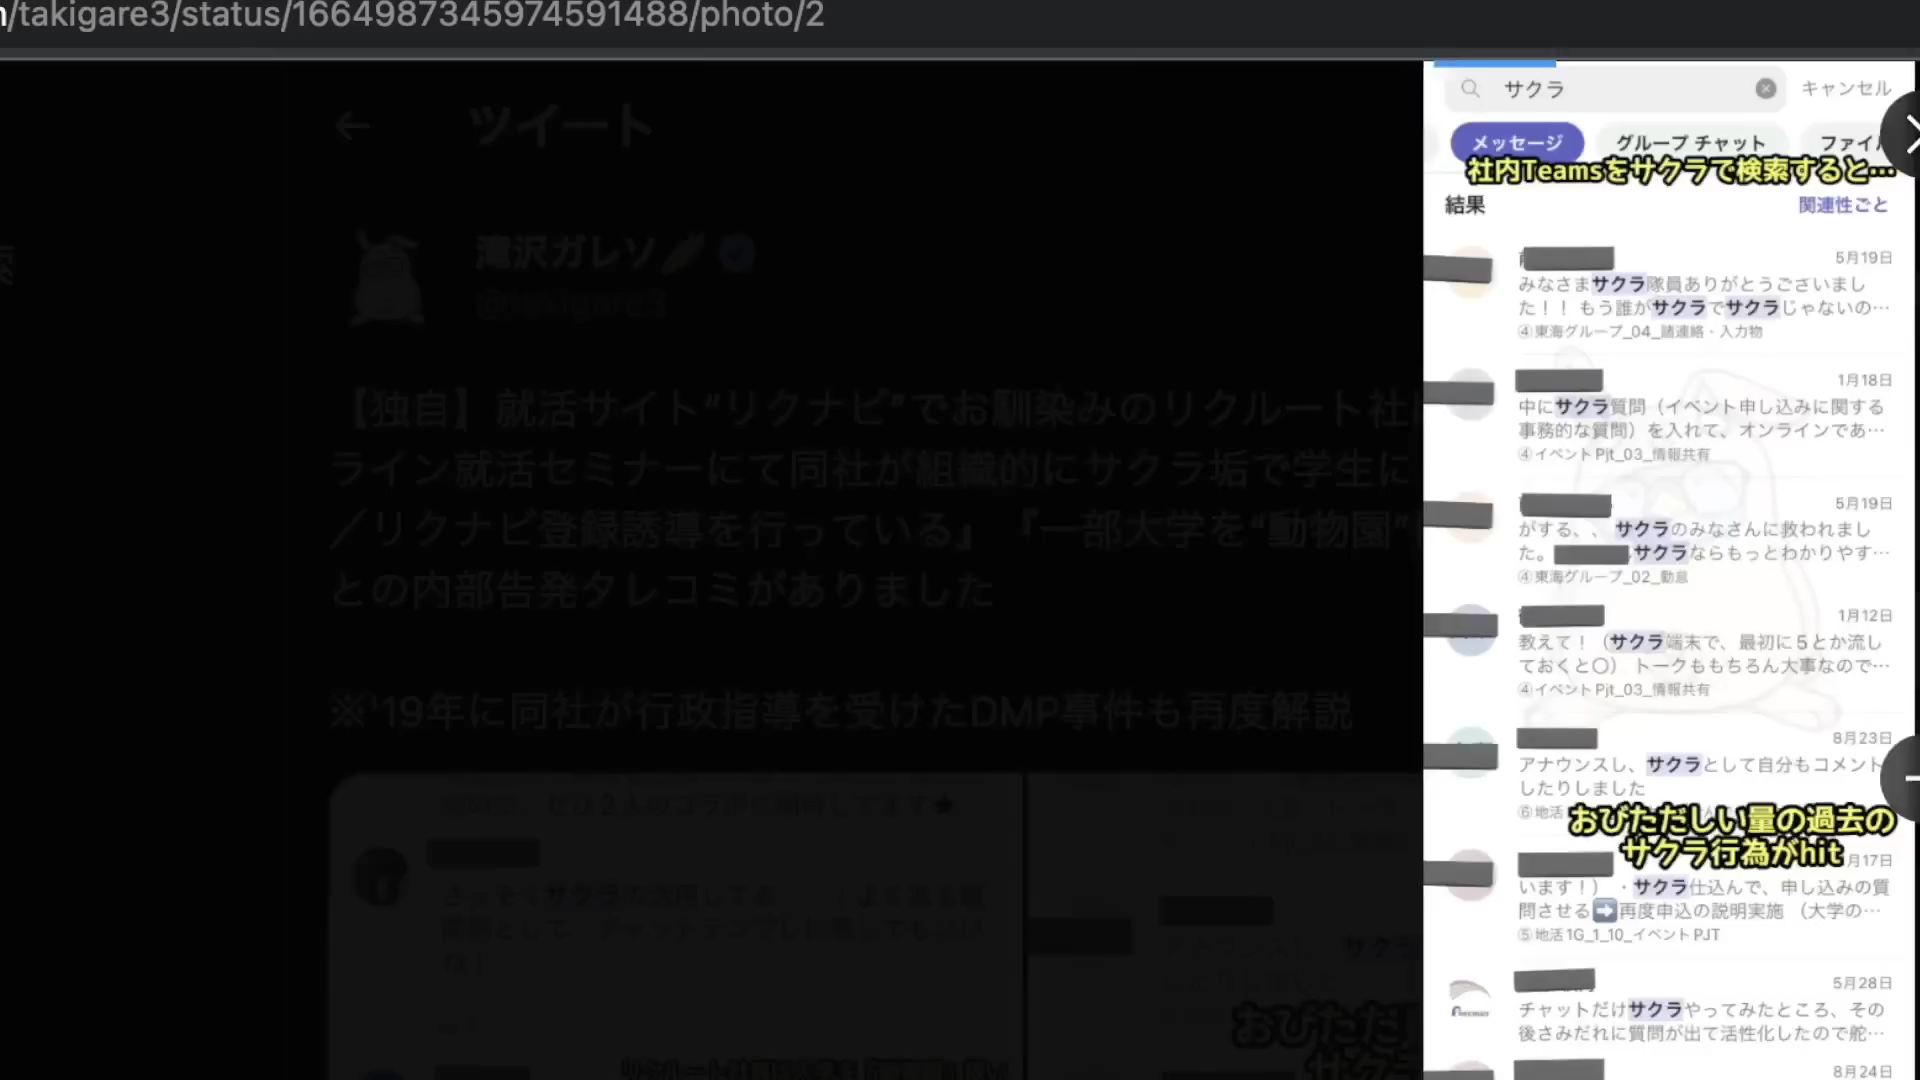 /takigare3/status/1664987345974591488/photo/2
ツイート
滝沢ガレソ
@takigare3
【独自】就活サイト“リクナビ”でお馴染みのリクルート社
ライン就活セミナーにて同社が組織的にサクラ垢で学生に
／リクナビ登録誘導を行っている』『一部大学を“動物園”
との内部告発タレコミがありました
※'19年に同社が行政指導を受けたDMP事件も再度解説
おびただ
サクラ
サクラ
キャンセル
メッセージ
グループ チャット
ファイ
社内Teamsをサクラで検索すると…
結果
関連性ごと
5月19日
みなさまサクラ隊員ありがとうございまし
た！！ もう誰がサクラでサクラじゃないの…
④東海グループ_04_諸連絡・入力物
1月18日
中にサクラ質問（イベント申し込みに関する
事務的な質問）を入れて、オンラインであ…
④イベントPjt_03_情報共有
5月19日
がする、、 サクラのみなさんに救われまし
た。 サクラならもっとわかりやす…
④東海グループ_02_勤怠
1月12日
教えて！（サクラ端末で、最初に５とか流し
ておくと〇） トークももちろん大事なので…
④イベントPjt_03_情報共有
8月23日
アナウンスし、サクラとして自分もコメント
したりしました
⑥地活
おびただしい量の過去の
サクラ行為がhit
月17日
います！） ・サクラ仕込んで、申し込みの質
問させる➡再度申込の説明実施 （大学の…
⑤地活1G_1_10_イベントPJT
5月28日
チャットだけサクラやってみたところ、その
後さみだれに質問が出て活性化したので舵…
8月24日